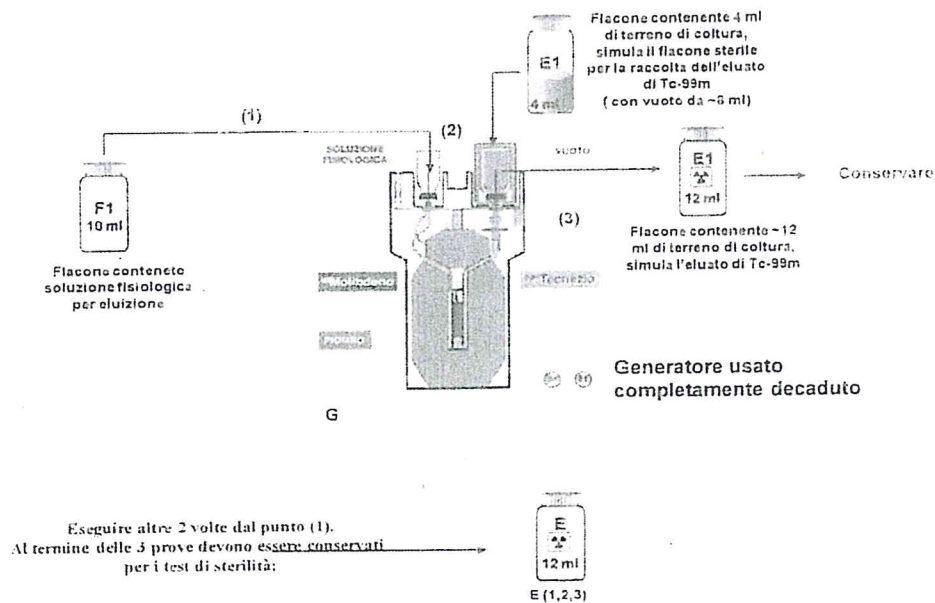 Flacone contenente 4 ml
di terreno di coltura,
simula il flacone sterile
per la raccolta dell'eluato
di Tc-99m
( con vuoto da ~8 ml)
E1
4 ml
(1)
(2)
SOLUZIONE
FISIOLOGICA
vuoto
E1
12 ml
Conservare
F1
10 ml
(3)
Flacone contenente ~12
ml di terreno di coltura,
simula l'eluato di Tc-99m
Flacone conteneto
soluzione fisiologica
per eluizione
Molibdeno
Tecnezio
PIOMBO
Generatore usato
completamente decaduto
G
Eseguire altre 2 volte dal punto (1).
Al termine delle 3 prove devono essere conservati
per i test di sterilità:
E
12 ml
E (1,2,3)